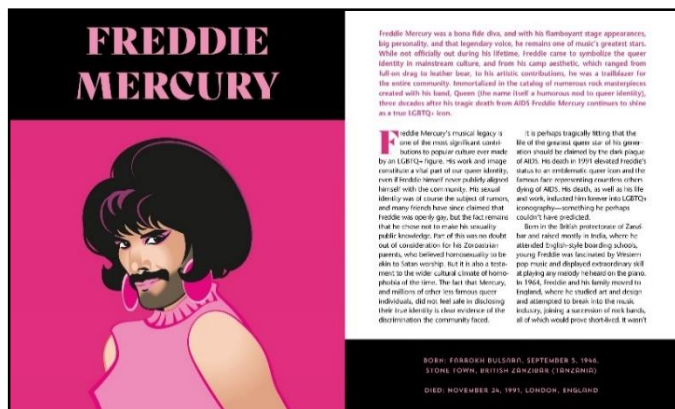 FREDDIE
MERCURY
Freddie Mercury was a bona fide diva, and with his flamboyant stage appearances,
big personality, and that legendary voice, he remains one of music's greatest stars.
While not officially out during his lifetime, Freddie came to symbolize the queer
identity in mainstream culture, and from his camp aesthetic, which ranged from
full-on drag to leather bear, to his artistic contributions, he was a trailblazer for
the entire community. Immortalized in the catalog of numerous rock masterpieces
created with his band, Queen (the name itself a humorous nod to queer identity),
three decades after his tragic death from AIDS Freddie Mercury continues to shine
as a true LGBTQ+ icon.
Freddie Mercury's musical legacy is
one of the most significant contri-
butions to popular culture ever made
by an LGBTQ+ figure. His work and image
constitute a vital part of our queer identity,
even if Freddie himself never publicly aligned
himself with the community. His sexual
identity was of course the subject of rumors,
and many friends have since claimed that
Freddie was openly gay, but the fact remains
that he chose not to make his sexuality
public knowledge. Part of this was no doubt
out of consideration for his Zoroastrian
parents, who believed homosexuality to be
akin to Satan worship. But it is also a testa-
ment to the wider cultural climate of homo-
phobia of the time. The fact that Mercury,
and millions of other less famous queer
individuals, did not feel safe in disclosing
their true identity is clear evidence of the
discrimination the community faced.
It is perhaps tragically fitting that the
life of the greatest queer star of his gener-
ation should be claimed by the dark plague
of AIDS. His death in 1991 elevated Freddie's
status to an emblematic queer icon and the
famous face representing countless others
dying of AIDS. His death, as well as his life
and work, inducted him forever into LGBTQ+
iconography—something he perhaps
couldn't have predicted.
Born in the British protectorate of Zanzi-
bar and raised mostly in India, where he
attended English-style boarding schools,
young Freddie was fascinated by Western
pop music and displayed extraordinary skill
at playing any melody he heard on the piano.
In 1964, Freddie and his family moved to
England, where he studied art and design
and attempted to break into the music
industry, joining a succession of rock bands,
all of which would prove short-lived. It wasn't
BORN: FARROKH BULSARA, SEPTEMBER 5, 1946,
STONE TOWN, BRITISH ZANZIBAR (TANZANIA)
DIED: NOVEMBER 24, 1991, LONDON, ENGLAND